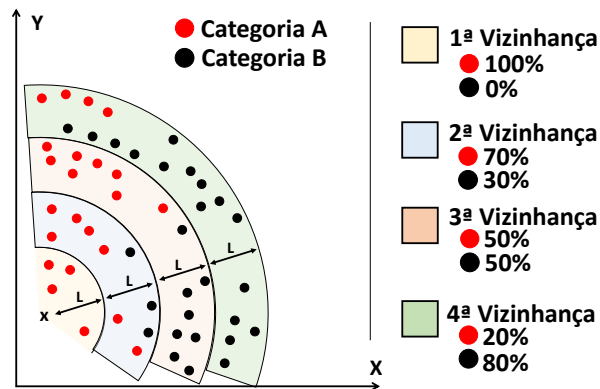 Y
Categoria A
Categoria B
L
L
L
L
x
X
1ª Vizinhança
100%
0%
2ª Vizinhança
70%
30%
3ª Vizinhança
50%
50%
4ª Vizinhança
20%
80%